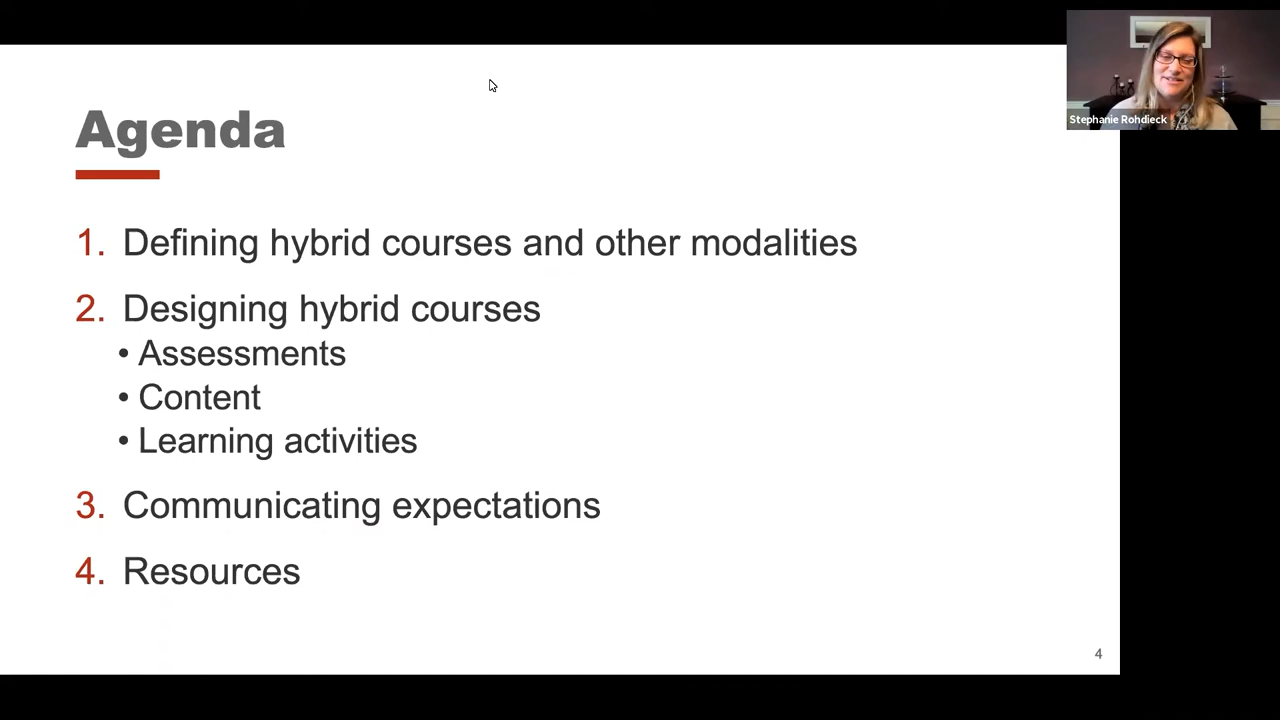 Agenda
1. Defining hybrid courses and other modalities
2. Designing hybrid courses
• Assessments
• Content
• Learning activities
3. Communicating expectations
4. Resources
4
Stephanie Rohdieck